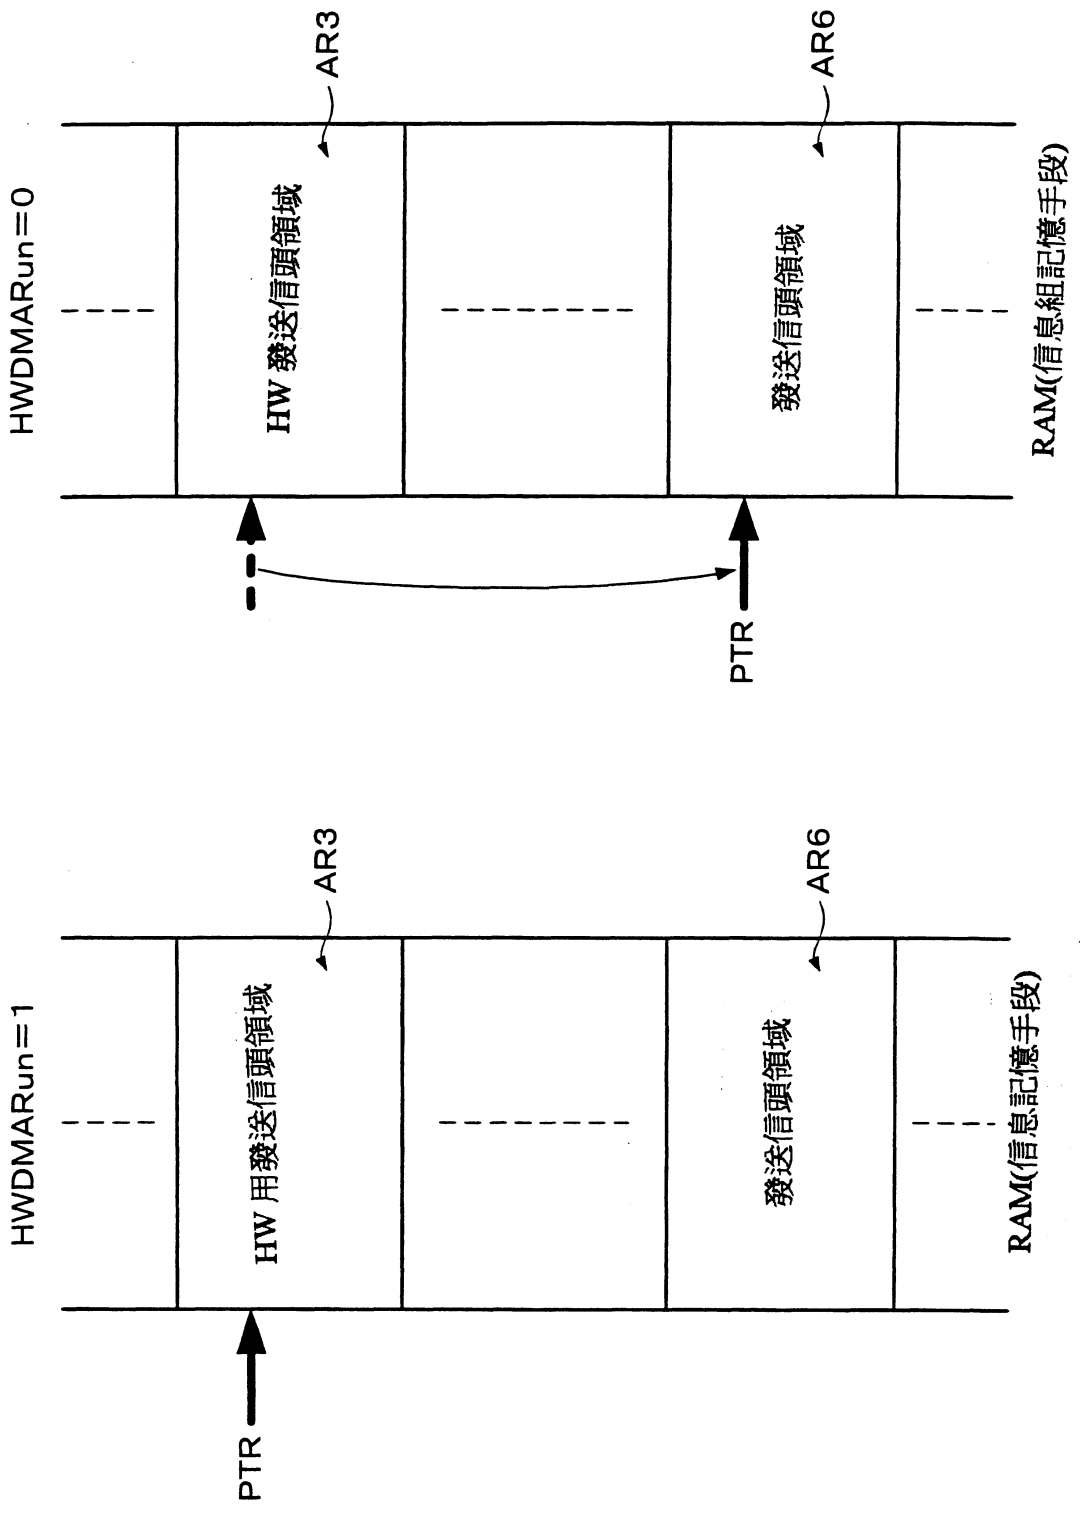 HWDMARun=1
PTR
HW 用發送信頭領域
AR3
發送信頭領域
AR6
RAM(信息記憶手段)
HWDMARun=0
HW 發送信頭領域
AR3
PTR
發送信頭領域
AR6
RAM(信息組記憶手段)